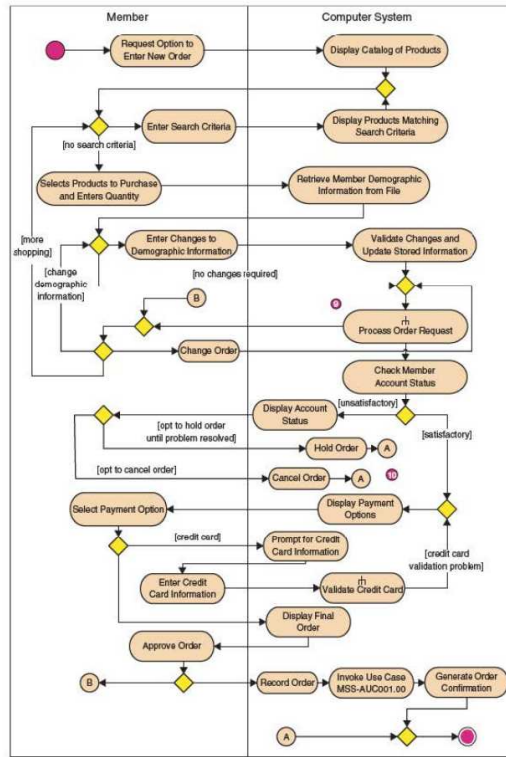 Member
Computer System
Request Option to
Enter New Order
Display Catalog of Products
Enter Search Criteria
Display Products Matching
Search Criteria
[no search criteria]
Selects Products to Purchase
and Enters Quantity
Retrieve Member Demographic
Information from File
[more
shopping]
Enter Changes to
Demographic Information
Validate Changes and
Update Stored Information
[change
demographic
information]
[no changes required]
B
9
Process Order Request
Change Order
Check Member
Account Status
[unsatisfactory]
Display Account
Status
[opt to hold order
until problem resolved]
[satisfactory]
Hold Order
A
[opt to cancel order]
Cancel Order
A
10
Select Payment Option
Display Payment
Options
[credit card]
Prompt for Credit
Card Information
[credit card
validation problem]
Enter Credit
Card Information
Validate Credit Card
Display Final
Order
Approve Order
B
Record Order
Invoke Use Case
MSS-AUC001.00
Generate Order
Confirmation
A